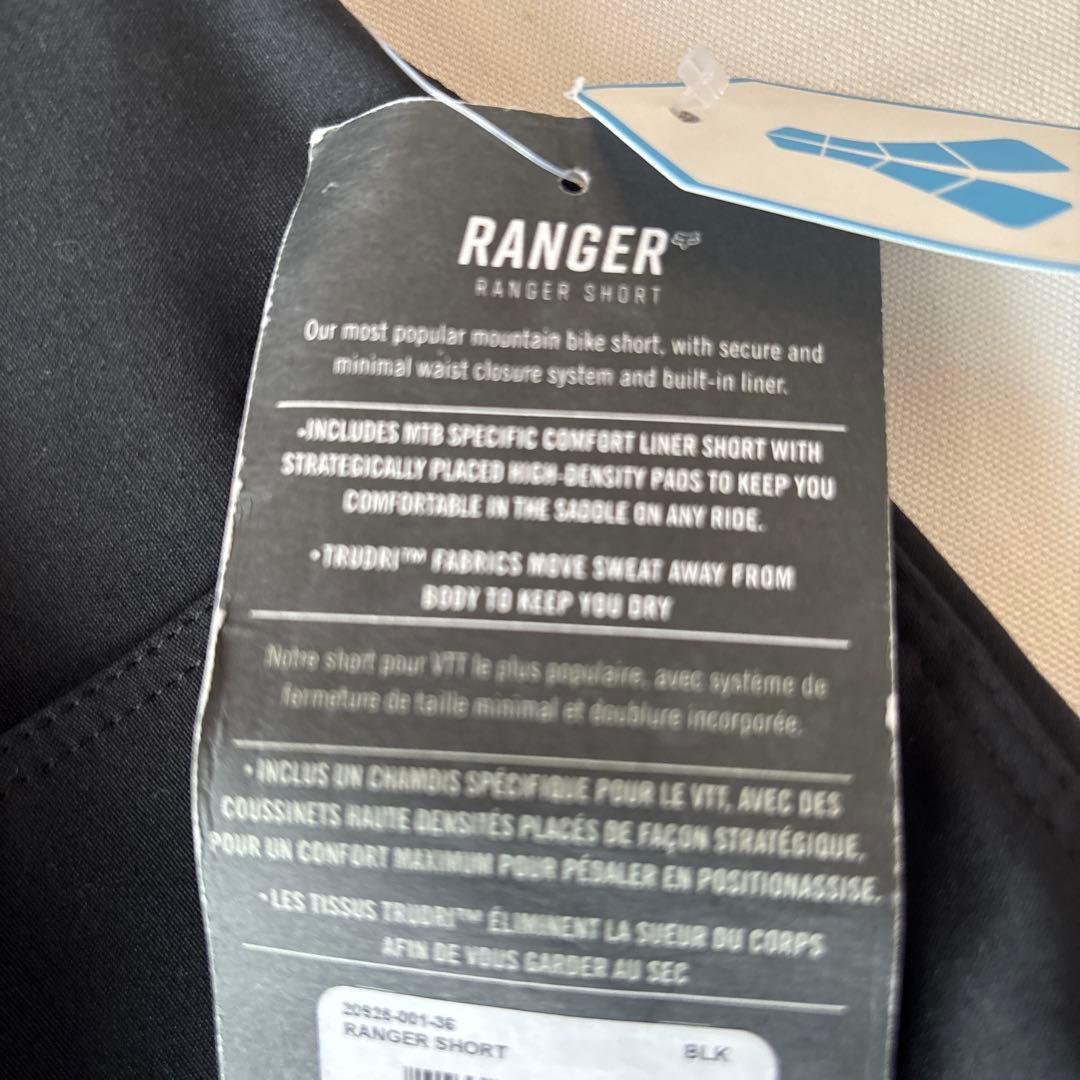 RANGER
RANGER SHORT
Our most popular mountain bike short, with secure and
minimal waist closure system and built-in liner.
•INCLUDES MTB SPECIFIC COMFORT LINER SHORT WITH
STRATEGICALLY PLACED HIGH-DENSITY PADS TO KEEP YOU
COMFORTABLE IN THE SADDLE ON ANY RIDE.
•TRUDRI™ FABRICS MOVE SWEAT AWAY FROM
BODY TO KEEP YOU DRY
Notre short pour VTT le plus populaire, avec système de
fermeture de taille minimal et doublure incorporée.
•INCLUS UN CHAMOIS SPÉCIFIQUE POUR LE VTT, AVEC DES
COUSSINETS HAUTE DENSITÉS PLACÉS DE FAÇON STRATÉGIQUE,
POUR UN CONFORT MAXIMUM POUR PÉDALER EN POSITIONASSISE.
•LES TISSUS TRUDRI™ ÉLIMINENT LA SUEUR DU CORPS
AFIN DE VOUS GARDER AU SEC
20928-001-36
RANGER SHORT BLK